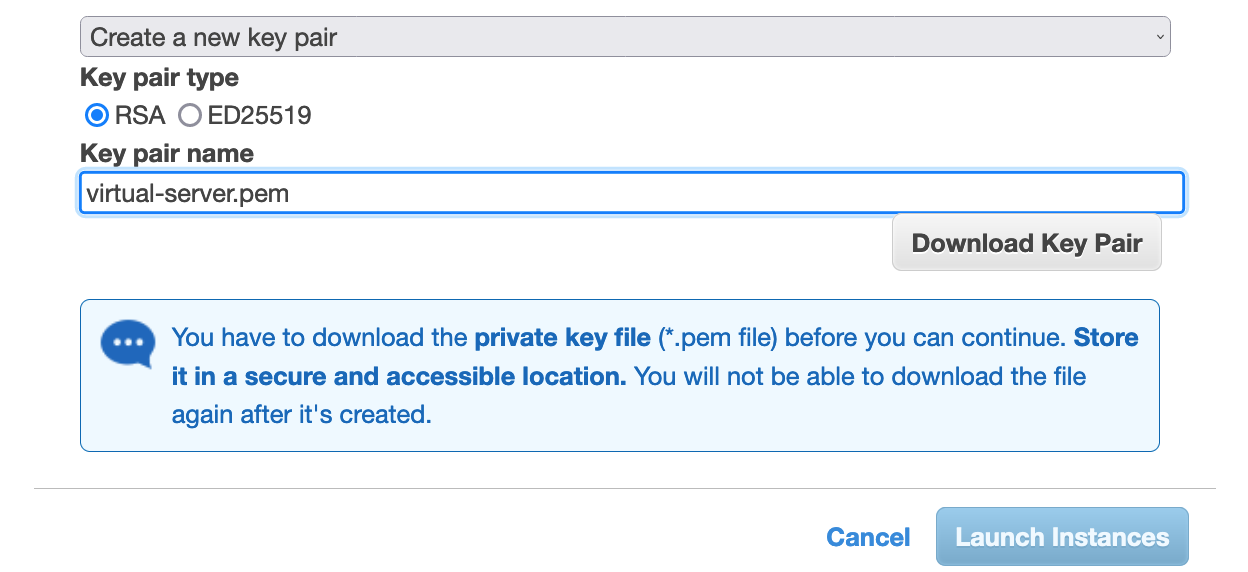 Create a new key pair
Key pair type
RSA ED25519
Key pair name
virtual-server.pem
Download Key Pair
You have to download the private key file (*.pem file) before you can continue. Store
it in a secure and accessible location. You will not be able to download the file
again after it's created.
Cancel Launch Instances